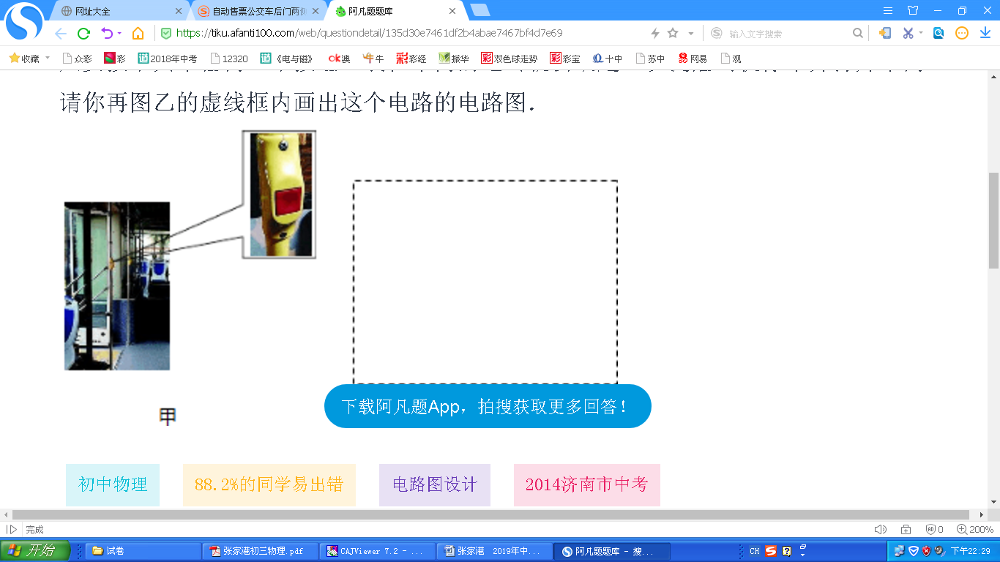 网址大全
自动售票公交车后门两侧
阿凡题题库
https://tiku.afanti100.com/web/questiondetail/135d30e7461df2b4abae7467bf4d7e69
输入文字搜索
收藏 众彩 彩 2018年中考 12320 《电与磁》 ok澳 牛 彩经 振华 双色球走势 彩宝 十中 苏中 网易 观
请你再图乙的虚线框内画出这个电路的电路图．
甲
下载阿凡题App，拍搜获取更多回答！
初中物理 88.2%的同学易出错 电路图设计 2014济南市中考
完成 0 200%
开始 试卷 张家港初三物理.pdf CAJViewer 7.2 - ... 张家港 2019年中... 阿凡题题库 - 搜... CH 下午22:29